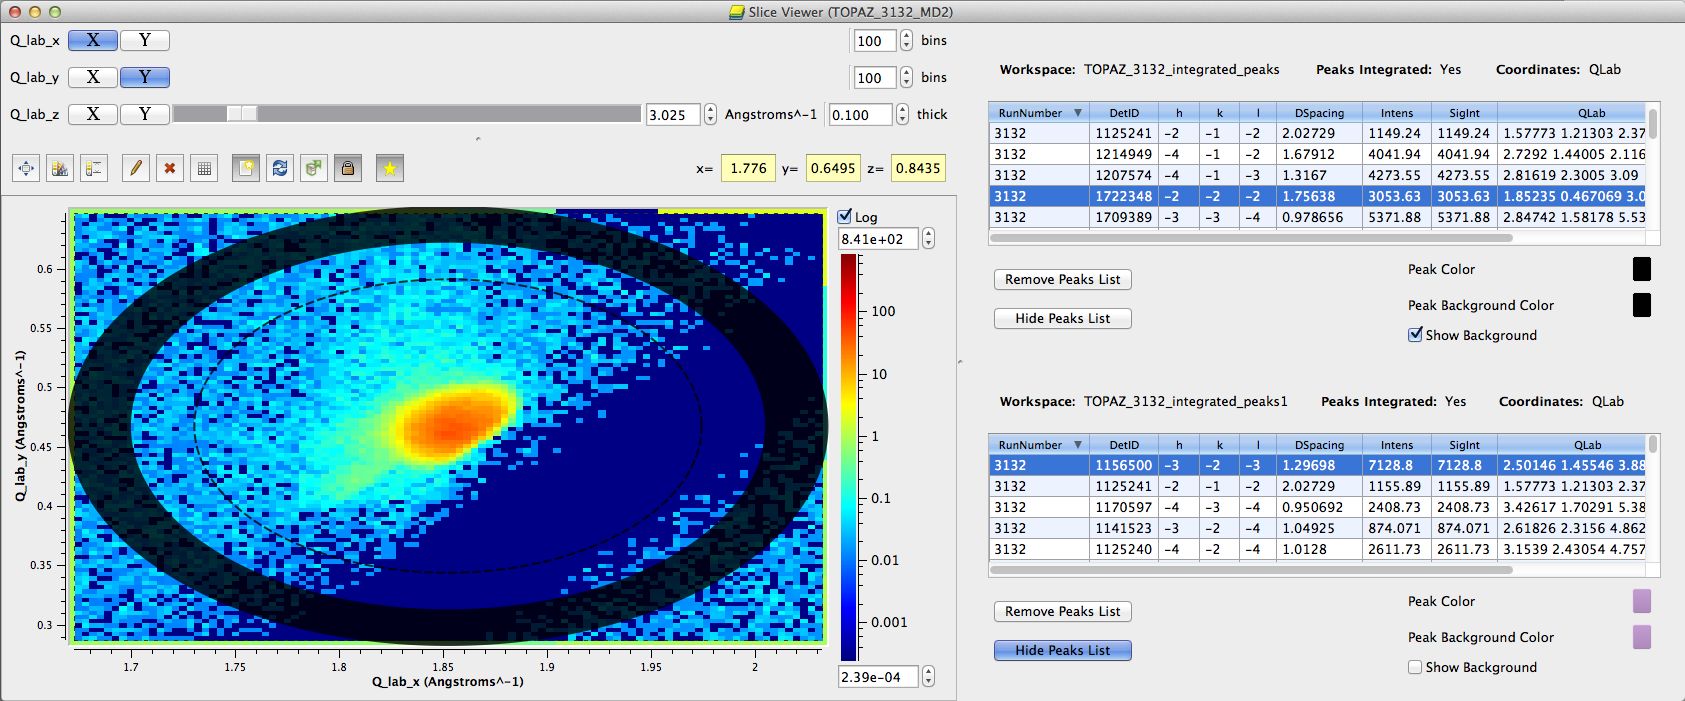 Slice Viewer (TOPAZ_3132_MD2)
Q_lab_x X Y 100 bins
Q_lab_y X Y 100 bins
Q_lab_z X Y 3.025 Angstroms^-1 0.100 thick
x= 1.776 y= 0.6495 z= 0.8435
Log
8.41e+02
100
10
1
0.1
0.01
0.001
2.39e-04
Q_lab_y (Angstroms^-1)
0.6
0.55
0.5
0.45
0.4
0.35
0.3
1.7 1.75 1.8 1.85 1.9 1.95 2
Q_lab_x (Angstroms^-1)
Workspace: TOPAZ_3132_integrated_peaks Peaks Integrated: Yes Coordinates: QLab
RunNumber DetID h k l DSpacing Intens SigInt QLab
3132 1125241 -2 -1 -2 2.02729 1149.24 1149.24 1.57773 1.21303 2.37
3132 1214949 -4 -1 -2 1.67912 4041.94 4041.94 2.7292 1.44005 2.116
3132 1207574 -4 -1 -3 1.3167 4273.55 4273.55 2.81619 2.3005 3.09
3132 1722348 -2 -2 -2 1.75638 3053.63 3053.63 1.85235 0.467069 3.0
3132 1709389 -3 -3 -4 0.978656 5371.88 5371.88 2.84742 1.58178 5.53
Remove Peaks List
Hide Peaks List
Peak Color
Peak Background Color
Show Background
Workspace: TOPAZ_3132_integrated_peaks1 Peaks Integrated: Yes Coordinates: QLab
RunNumber DetID h k l DSpacing Intens SigInt QLab
3132 1156500 -3 -2 -3 1.29698 7128.8 7128.8 2.50146 1.45546 3.88
3132 1125241 -2 -1 -2 2.02729 1155.89 1155.89 1.57773 1.21303 2.37
3132 1170597 -4 -3 -4 0.950692 2408.73 2408.73 3.42617 1.70291 5.38
3132 1141523 -3 -2 -4 1.04925 874.071 874.071 2.61826 2.3156 4.862
3132 1125240 -4 -2 -4 1.0128 2611.73 2611.73 3.1539 2.43054 4.757
Remove Peaks List
Hide Peaks List
Peak Color
Peak Background Color
Show Background